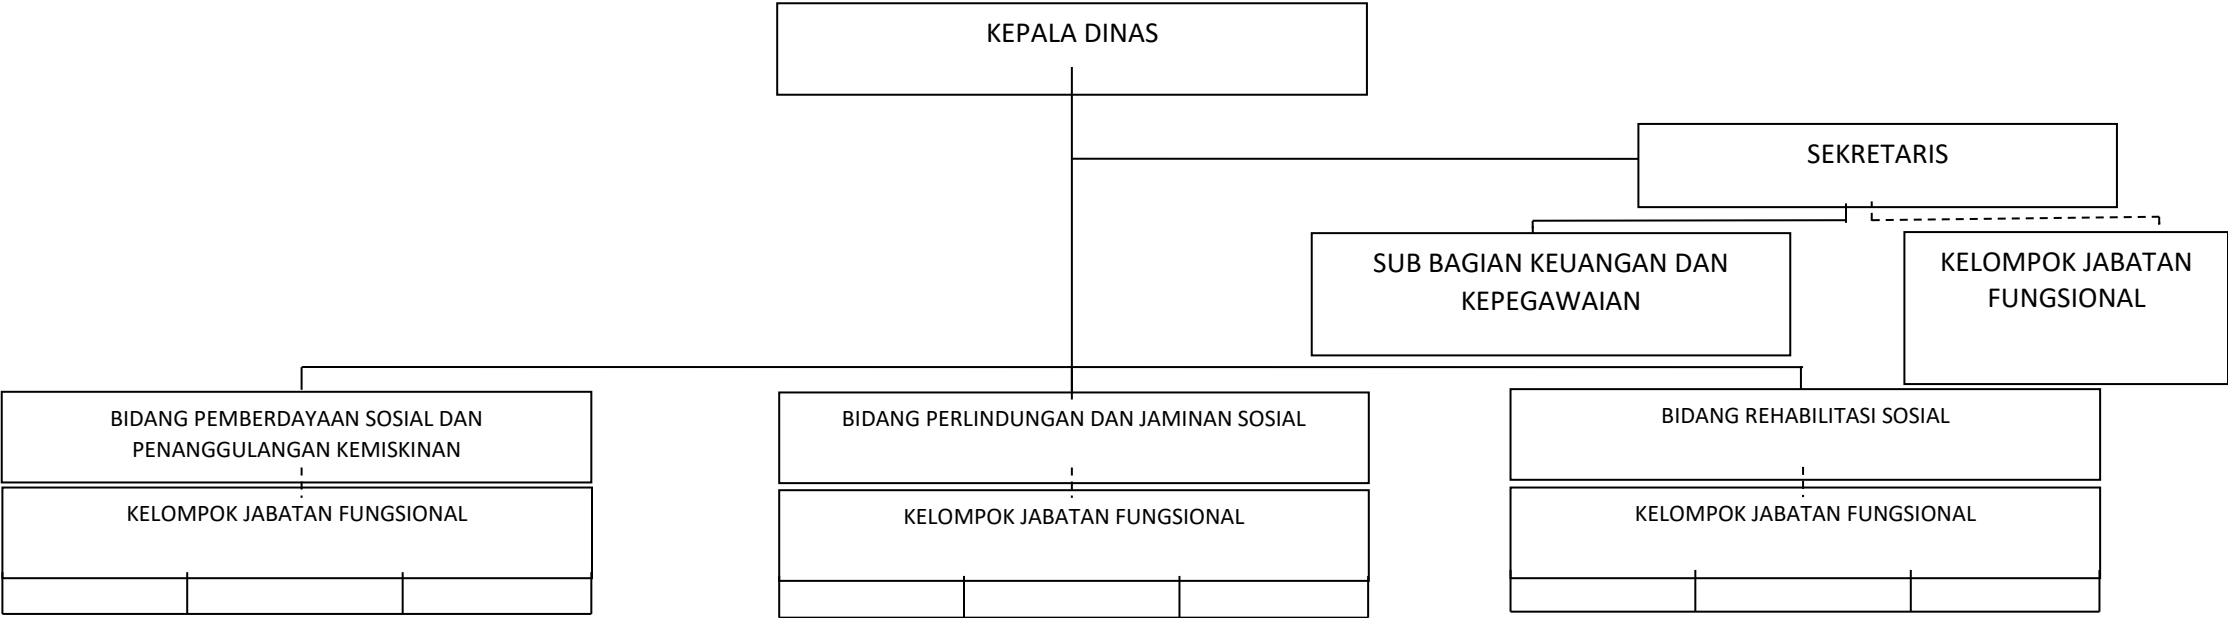 KEPALA DINAS
SEKRETARIS
SUB BAGIAN KEUANGAN DAN
KEPEGAWAIAN
KELOMPOK JABATAN
FUNGSIONAL
BIDANG PEMBERDAYAAN SOSIAL DAN
PENANGGULANGAN KEMISKINAN
BIDANG PERLINDUNGAN DAN JAMINAN SOSIAL
BIDANG REHABILITASI SOSIAL
KELOMPOK JABATAN FUNGSIONAL
KELOMPOK JABATAN FUNGSIONAL
KELOMPOK JABATAN FUNGSIONAL